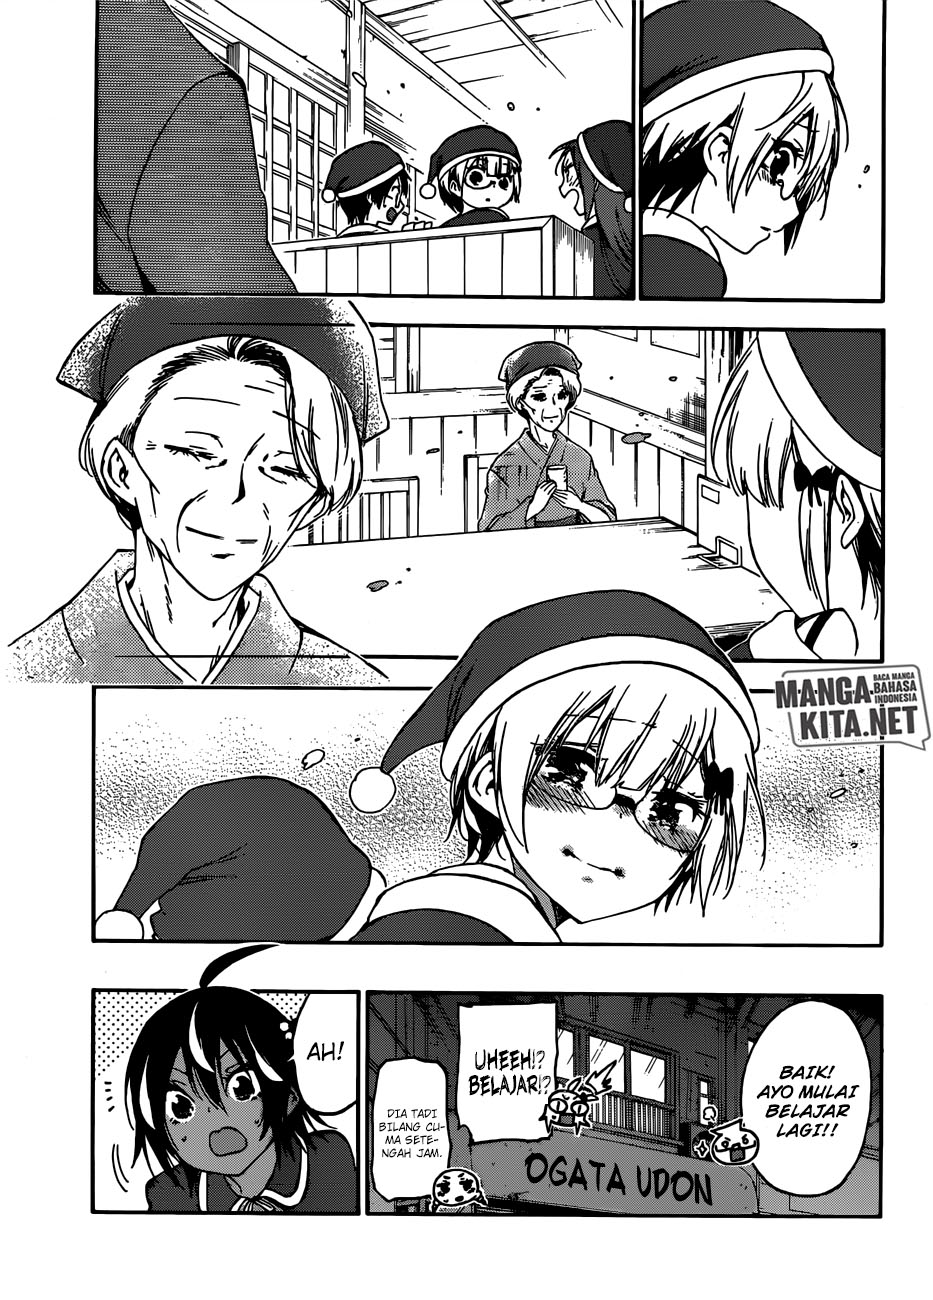 MANGA
BACA MANGA
BAHASA
INDONESIA
KITA.NET
BAIK!
AYO MULAI
BELAJAR
LAGI!!
UHEEH!?
BELAJAR!?
DIA TADI
BILANG CU-
MA SETE-
NGAH JAM.
OGATA UDON
AH!